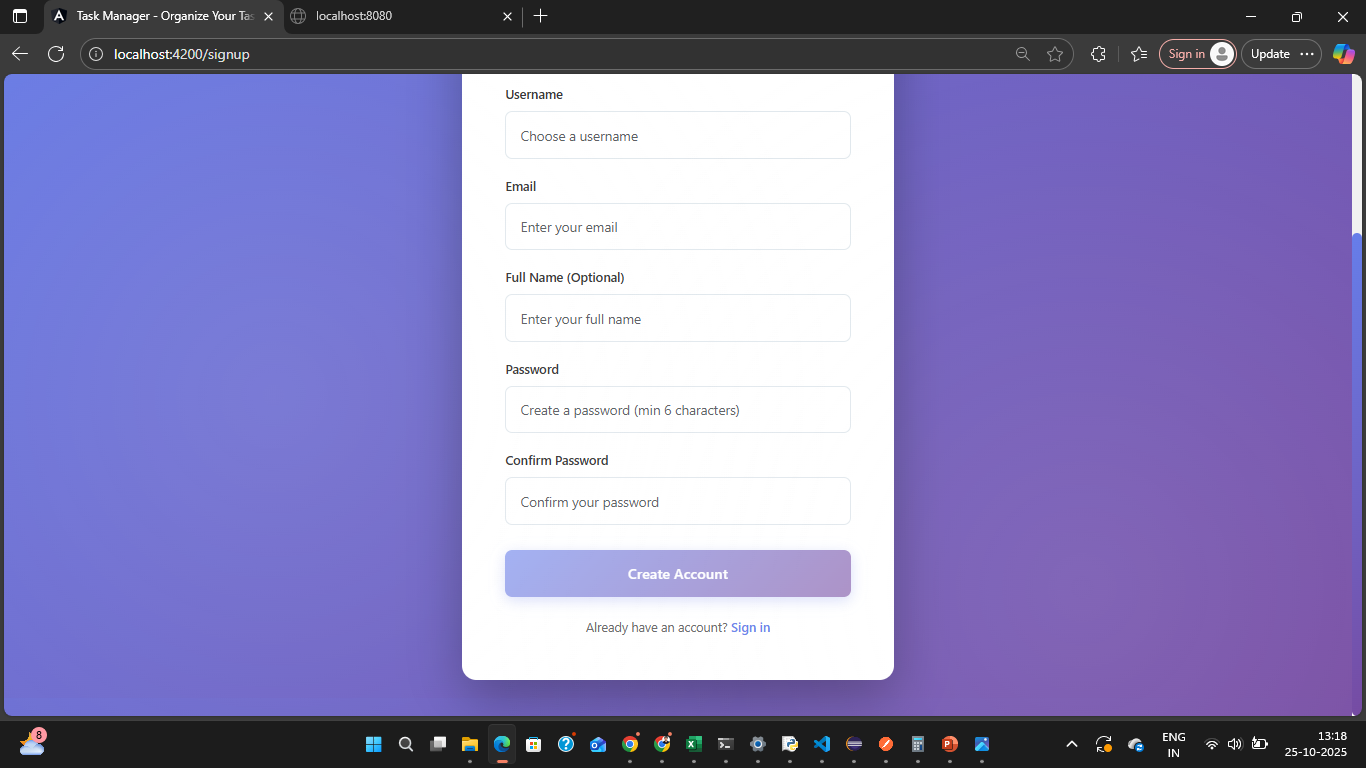 Task Manager - Organize Your Tas
localhost:8080
localhost:4200/signup
Sign in
Update
Username
Choose a username
Email
Enter your email
Full Name (Optional)
Enter your full name
Password
Create a password (min 6 characters)
Confirm Password
Confirm your password
Create Account
Already have an account? Sign in
8
ENG
IN
13:18
25-10-2025